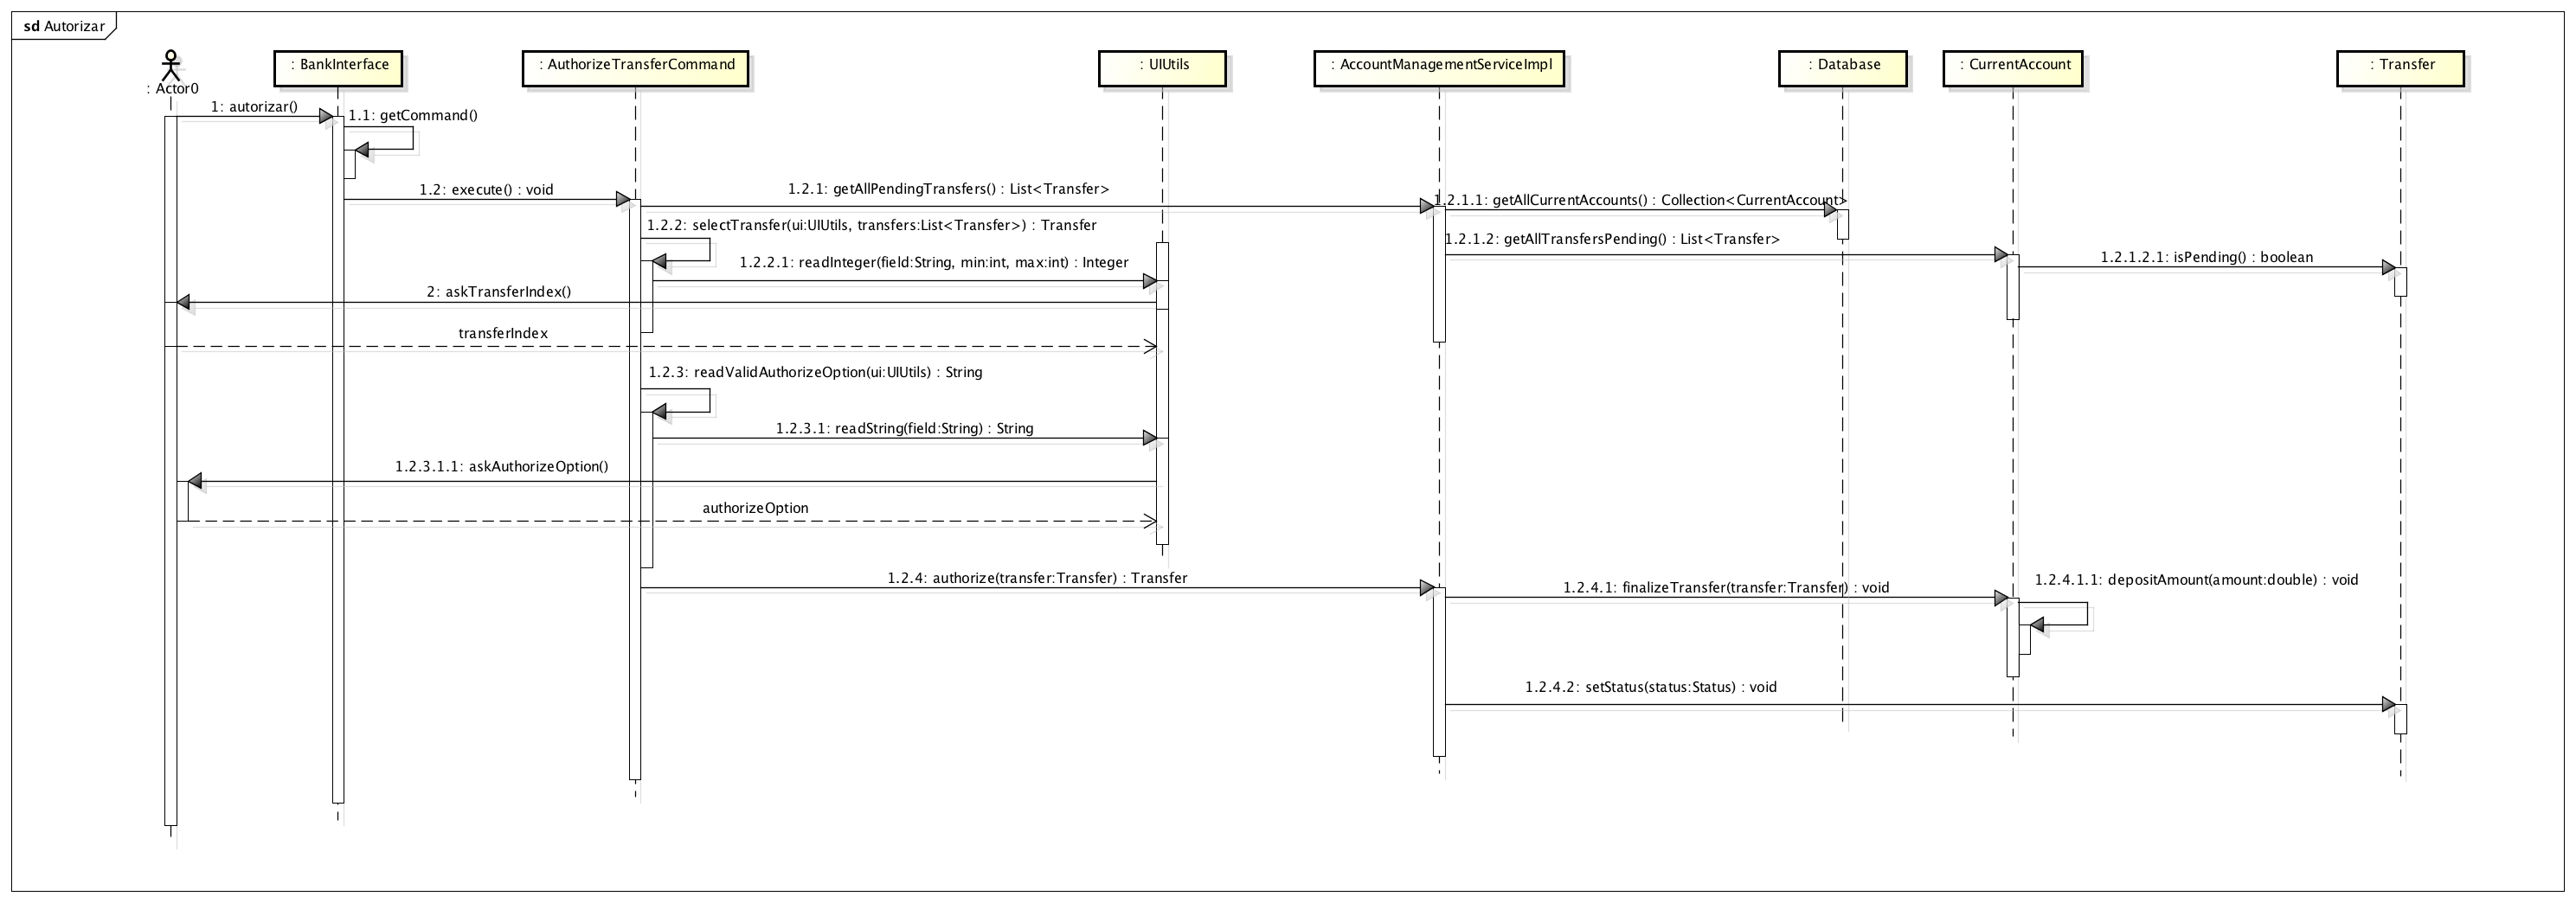 sd Autorizar
: Actor0
: BankInterface
: AuthorizeTransferCommand
: UIUtils
: AccountManagementServiceImpl
: Database
: CurrentAccount
: Transfer
1: autorizar()
1.1: getCommand()
1.2: execute() : void
1.2.1: getAllPendingTransfers() : List<Transfer>
1.2.1.1: getAllCurrentAccounts() : Collection<CurrentAccount>
1.2.2: selectTransfer(ui:UIUtils, transfers:List<Transfer>) : Transfer
1.2.1.2: getAllTransfersPending() : List<Transfer>
1.2.1.2.1: isPending() : boolean
1.2.2.1: readInteger(field:String, min:int, max:int) : Integer
2: askTransferIndex()
transferIndex
1.2.3: readValidAuthorizeOption(ui:UIUtils) : String
1.2.3.1: readString(field:String) : String
1.2.3.1.1: askAuthorizeOption()
authorizeOption
1.2.4: authorize(transfer:Transfer) : Transfer
1.2.4.1: finalizeTransfer(transfer:Transfer) : void
1.2.4.1.1: depositAmount(amount:double) : void
1.2.4.2: setStatus(status:Status) : void